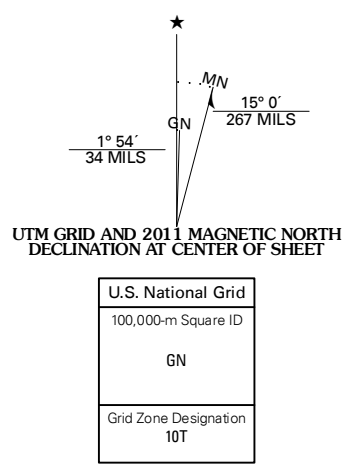 ★
MN
15° 0´
267 MILS
GN
1° 54´
34 MILS
UTM GRID AND 2011 MAGNETIC NORTH
DECLINATION AT CENTER OF SHEET
U.S. National Grid
100,000-m Square ID
GN
Grid Zone Designation
10T